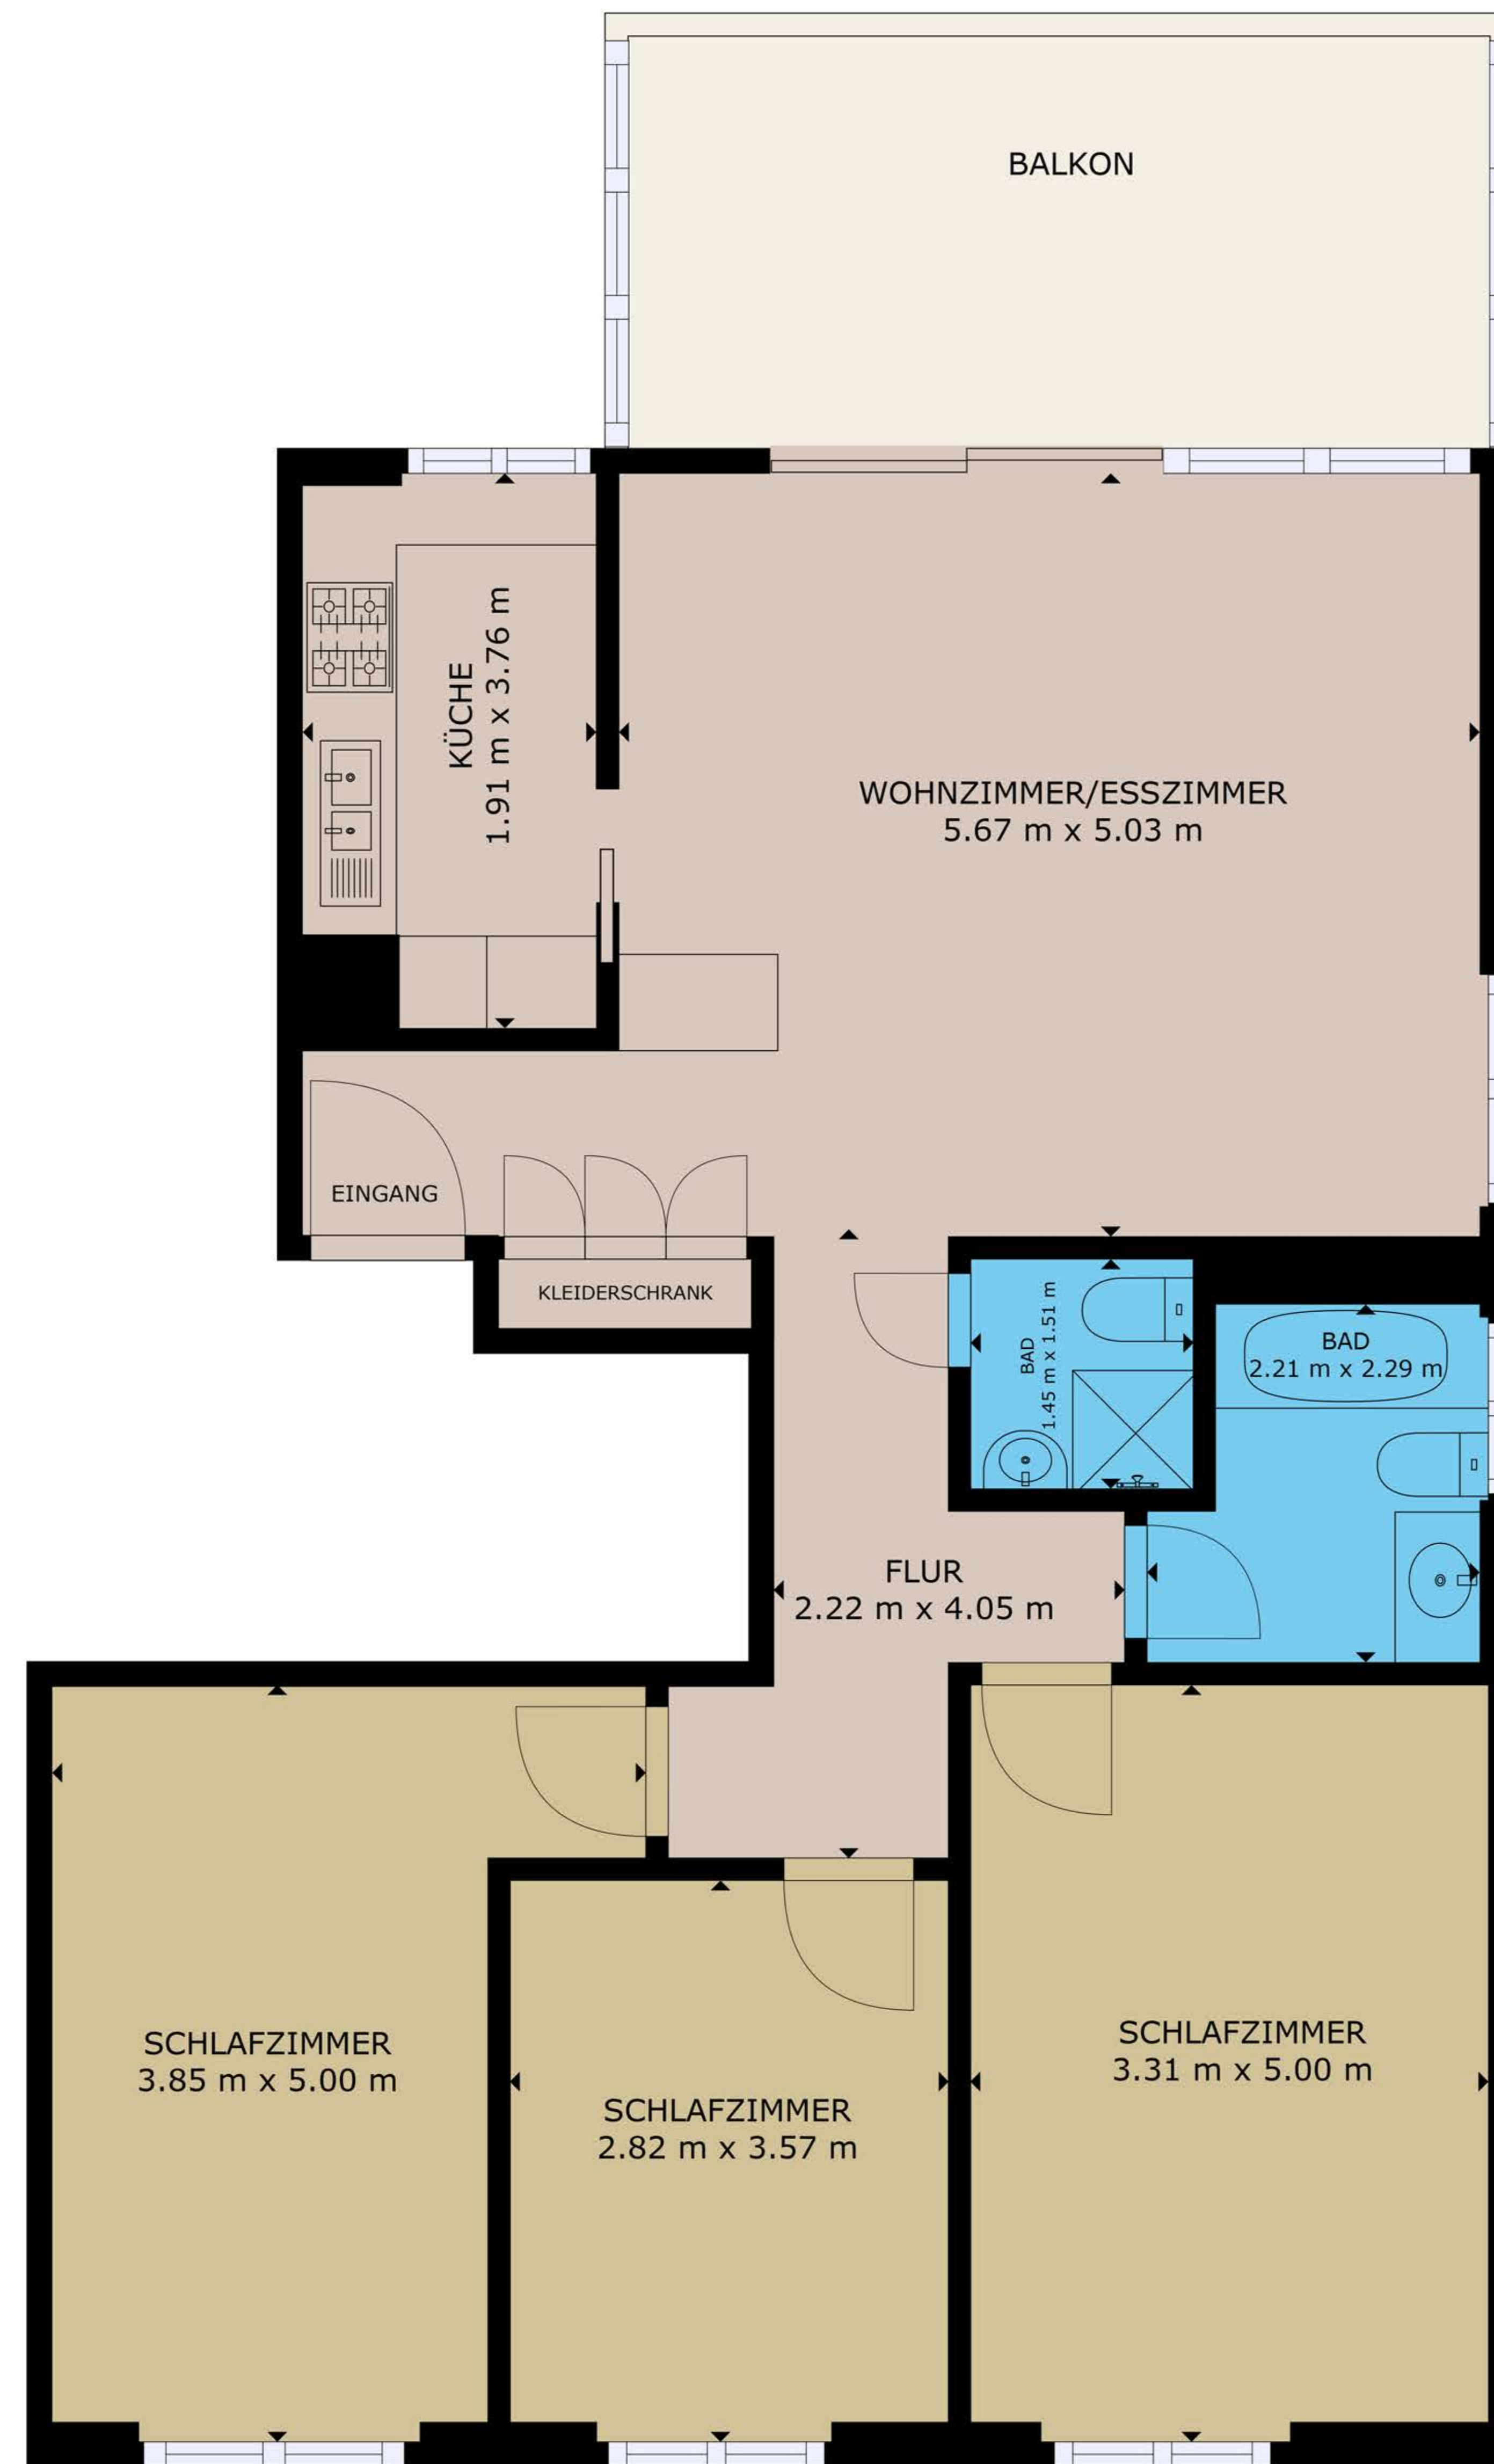 BALKON
KÜCHE
1.91 m x 3.76 m
WOHNZIMMER/ESSZIMMER
5.67 m x 5.03 m
EINGANG
KLEIDERSCHRANK
BAD
1.45 m x 1.51 m
BAD
2.21 m x 2.29 m
FLUR
2.22 m x 4.05 m
SCHLAFZIMMER
3.85 m x 5.00 m
SCHLAFZIMMER
2.82 m x 3.57 m
SCHLAFZIMMER
3.31 m x 5.00 m